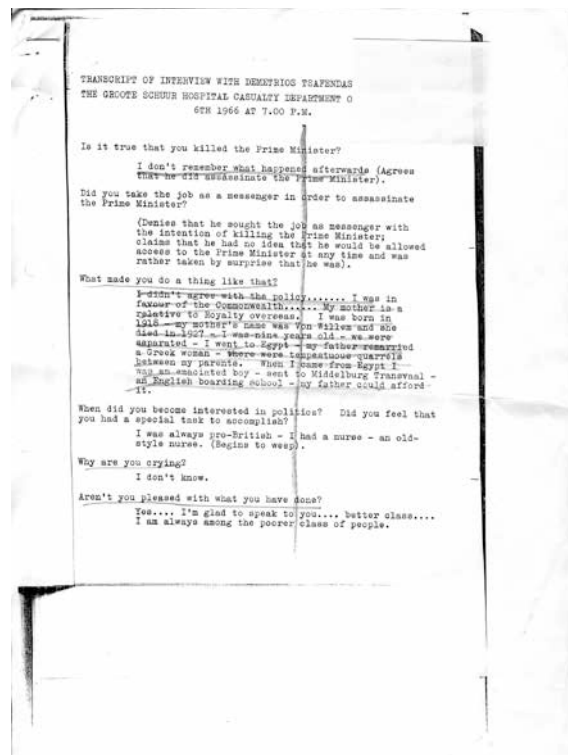 TRANSCRIPT OF INTERVIEW WITH DEMETRIOS TSAFENDAS
THE GROOTE SCHUUR HOSPITAL CASUALTY DEPARTMENT O
6TH 1966 AT 7.00 P.M.
Is it true that you killed the Prime Minister?
I don't remember what happened afterwards (Agrees
that he did assassinate the Prime Minister).
Did you take the job as a messenger in order to assassinate
the Prime Minister?
(Denies that he sought the job as messenger with
the intention of killing the Prime Minister;
claims that he had no idea that he would be allowed
access to the Prime Minister at any time and was
rather taken by surprise that he was).
What made you do a thing like that?
I didn't agree with the policy....... I was in
favour of the Commonwealth...... My mother is a
relative to Royalty overseas. I was born in
1918 - my mother's name was Von Willem and she
died in 1927 - I was nine years old - we were
separated - I went to Egypt - my father remarried
a Greek woman - there were tempestuous quarrels
between my parents. When I came from Egypt I
was an emaciated boy - sent to Middelburg Transvaal -
an English boarding school - my father could afford
it.
When did you become interested in politics? Did you feel that
you had a special task to accomplish?
I was always pro-British - I had a nurse - an old-
style nurse. (Begins to weep).
Why are you crying?
I don't know.
Aren't you pleased with what you have done?
Yes.... I'm glad to speak to you.... better class....
I am always among the poorer class of people.